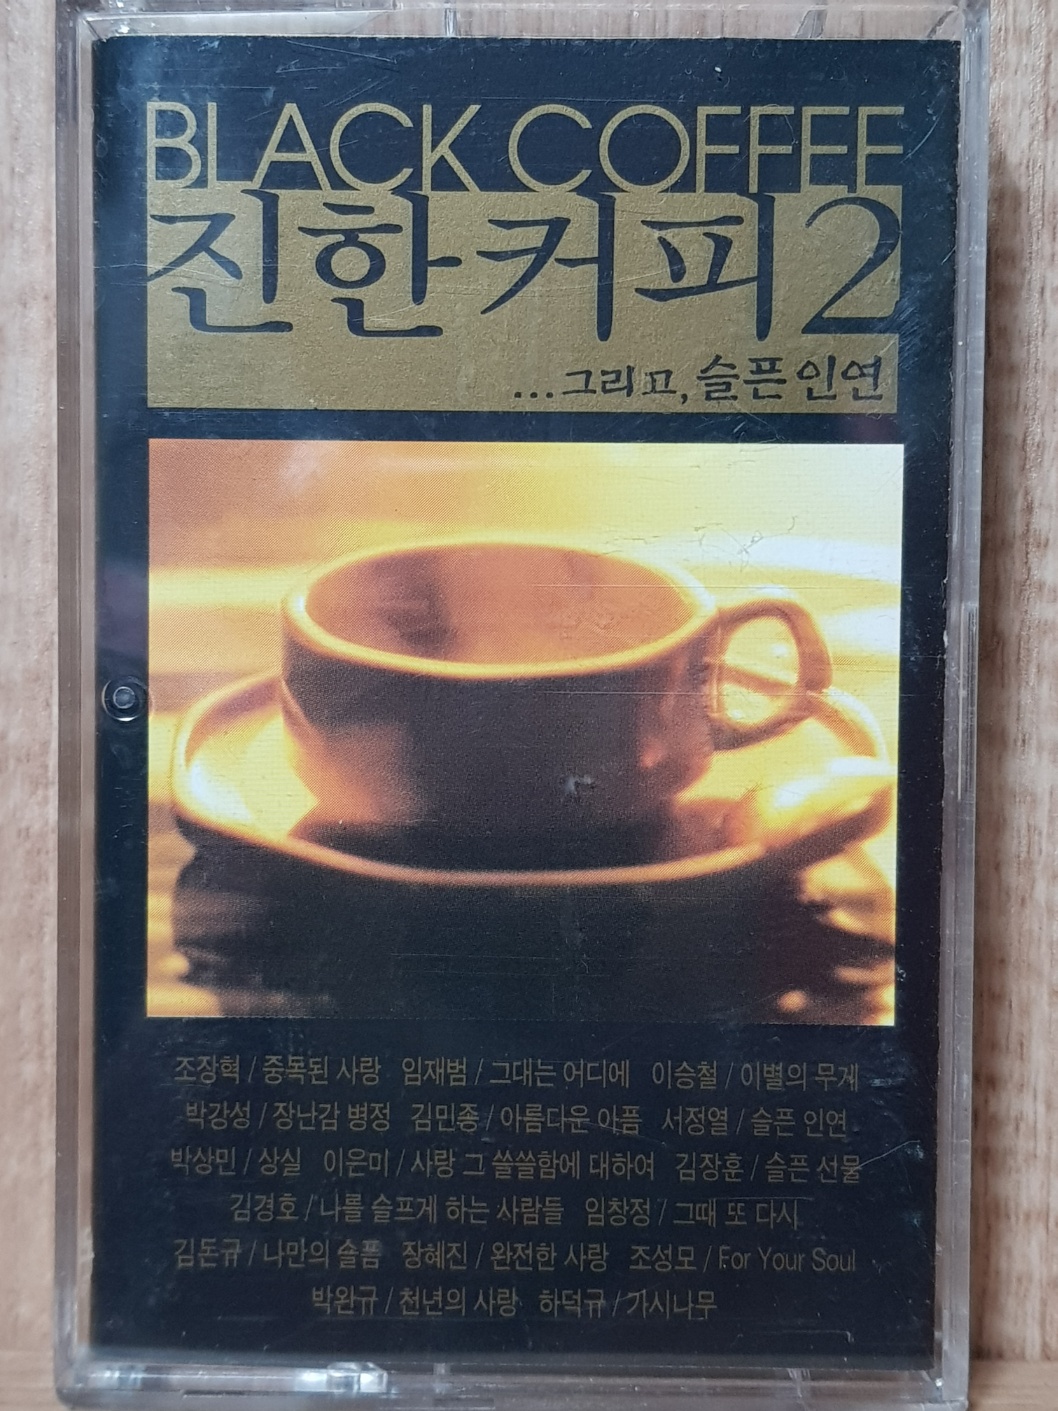 BLACK COFFEE
진한 커피 2
...그리고, 슬픈 인연
조장혁 / 중독된 사랑 임재범 / 그대는 어디에 이승철 / 이별의 무게
박강성 / 장난감 병정 김민종 / 아름다운 아픔 서정열 / 슬픈 인연
박상민 / 상실 이은미 / 사랑 그 쓸쓸함에 대하여 김장훈 / 슬픈 선물
김경호 / 나를 슬프게 하는 사람들 임창정 / 그때 또 다시
김돈규 / 나만의 슬픔 장혜진 / 완전한 사랑 조성모 / For Your Soul
박완규 / 천년의 사랑 하덕규 / 가시나무